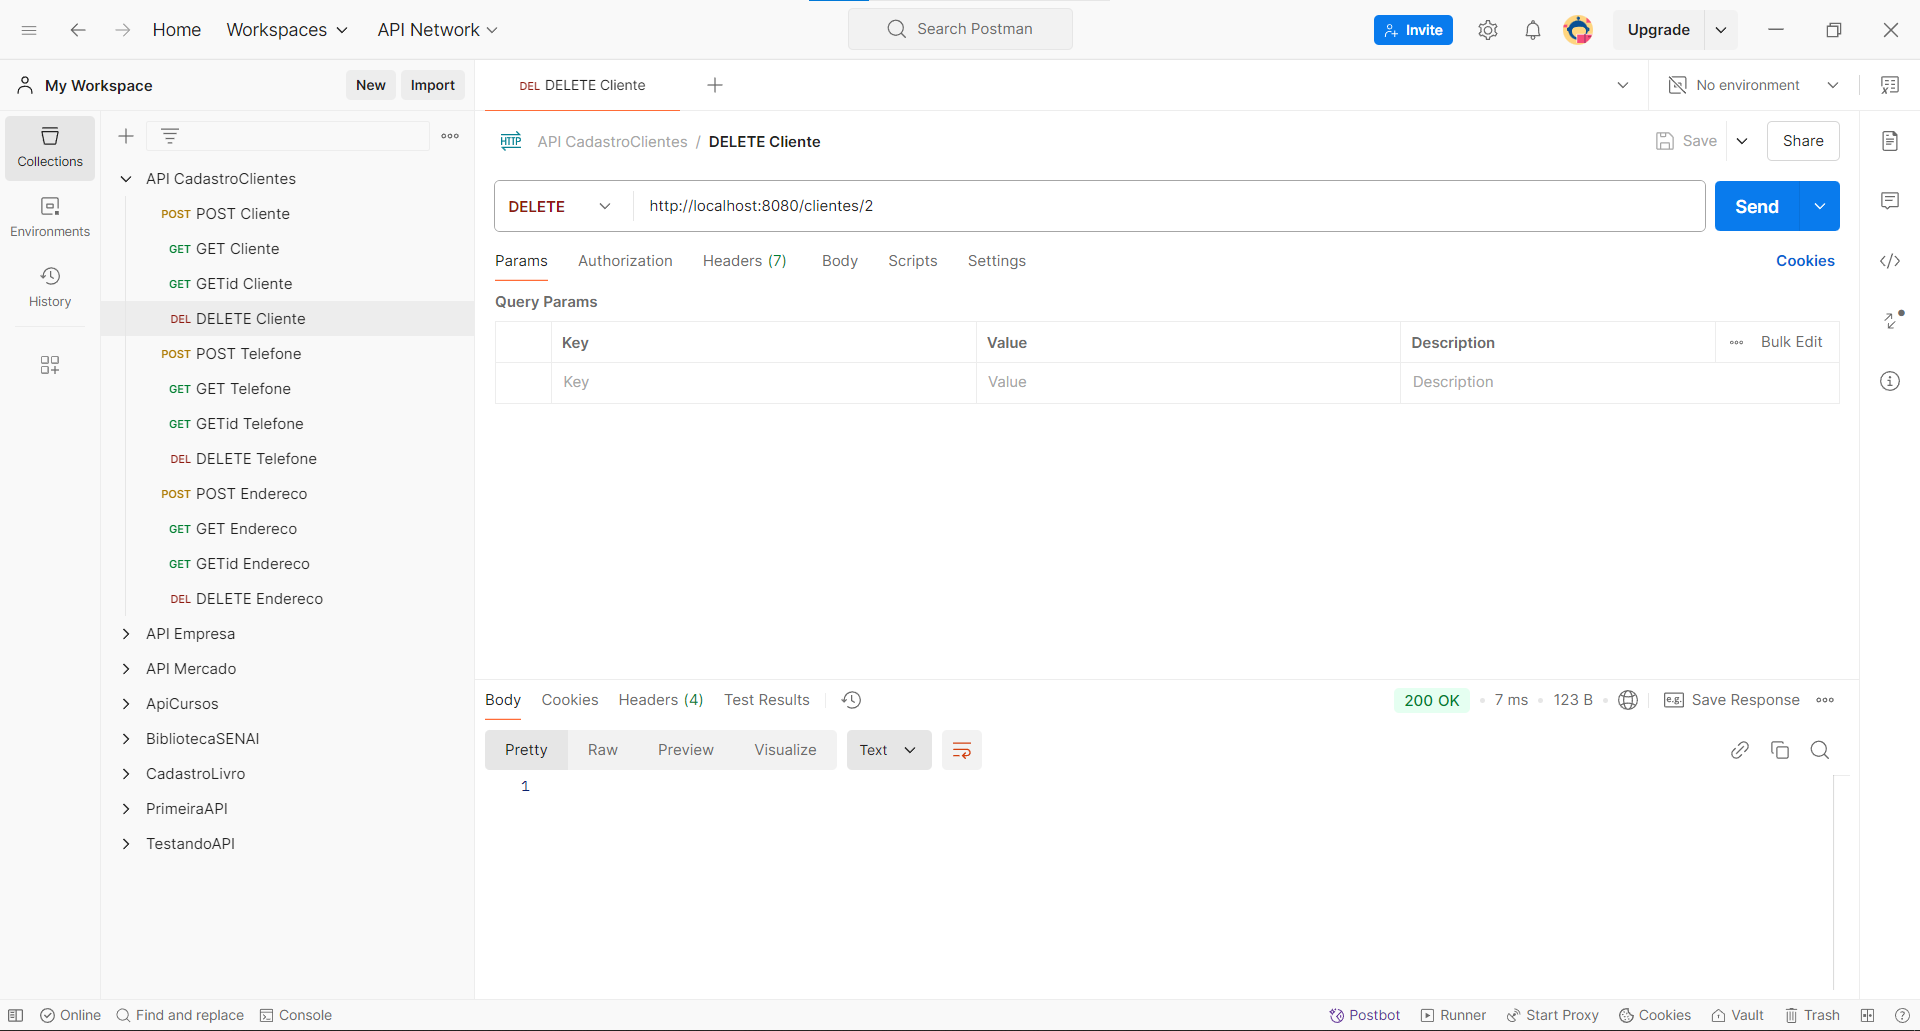 Home Workspaces API Network Search Postman Invite Upgrade
My Workspace New Import DEL DELETE Cliente No environment
Collections
Environments
History
API CadastroClientes
POST POST Cliente
GET GET Cliente
GET GETid Cliente
DEL DELETE Cliente
POST POST Telefone
GET GET Telefone
GET GETid Telefone
DEL DELETE Telefone
POST POST Endereco
GET GET Endereco
GET GETid Endereco
DEL DELETE Endereco
API Empresa
API Mercado
ApiCursos
BibliotecaSENAI
CadastroLivro
PrimeiraAPI
TestandoAPI
HTTP API CadastroClientes / DELETE Cliente Save Share
DELETE http://localhost:8080/clientes/2 Send
Params Authorization Headers (7) Body Scripts Settings Cookies
Query Params
Key Value Description Bulk Edit
Key Value Description
Body Cookies Headers (4) Test Results 200 OK 7 ms 123 B e.g. Save Response
Pretty Raw Preview Visualize Text
1
Online Find and replace Console Postbot Runner Start Proxy Cookies Vault Trash